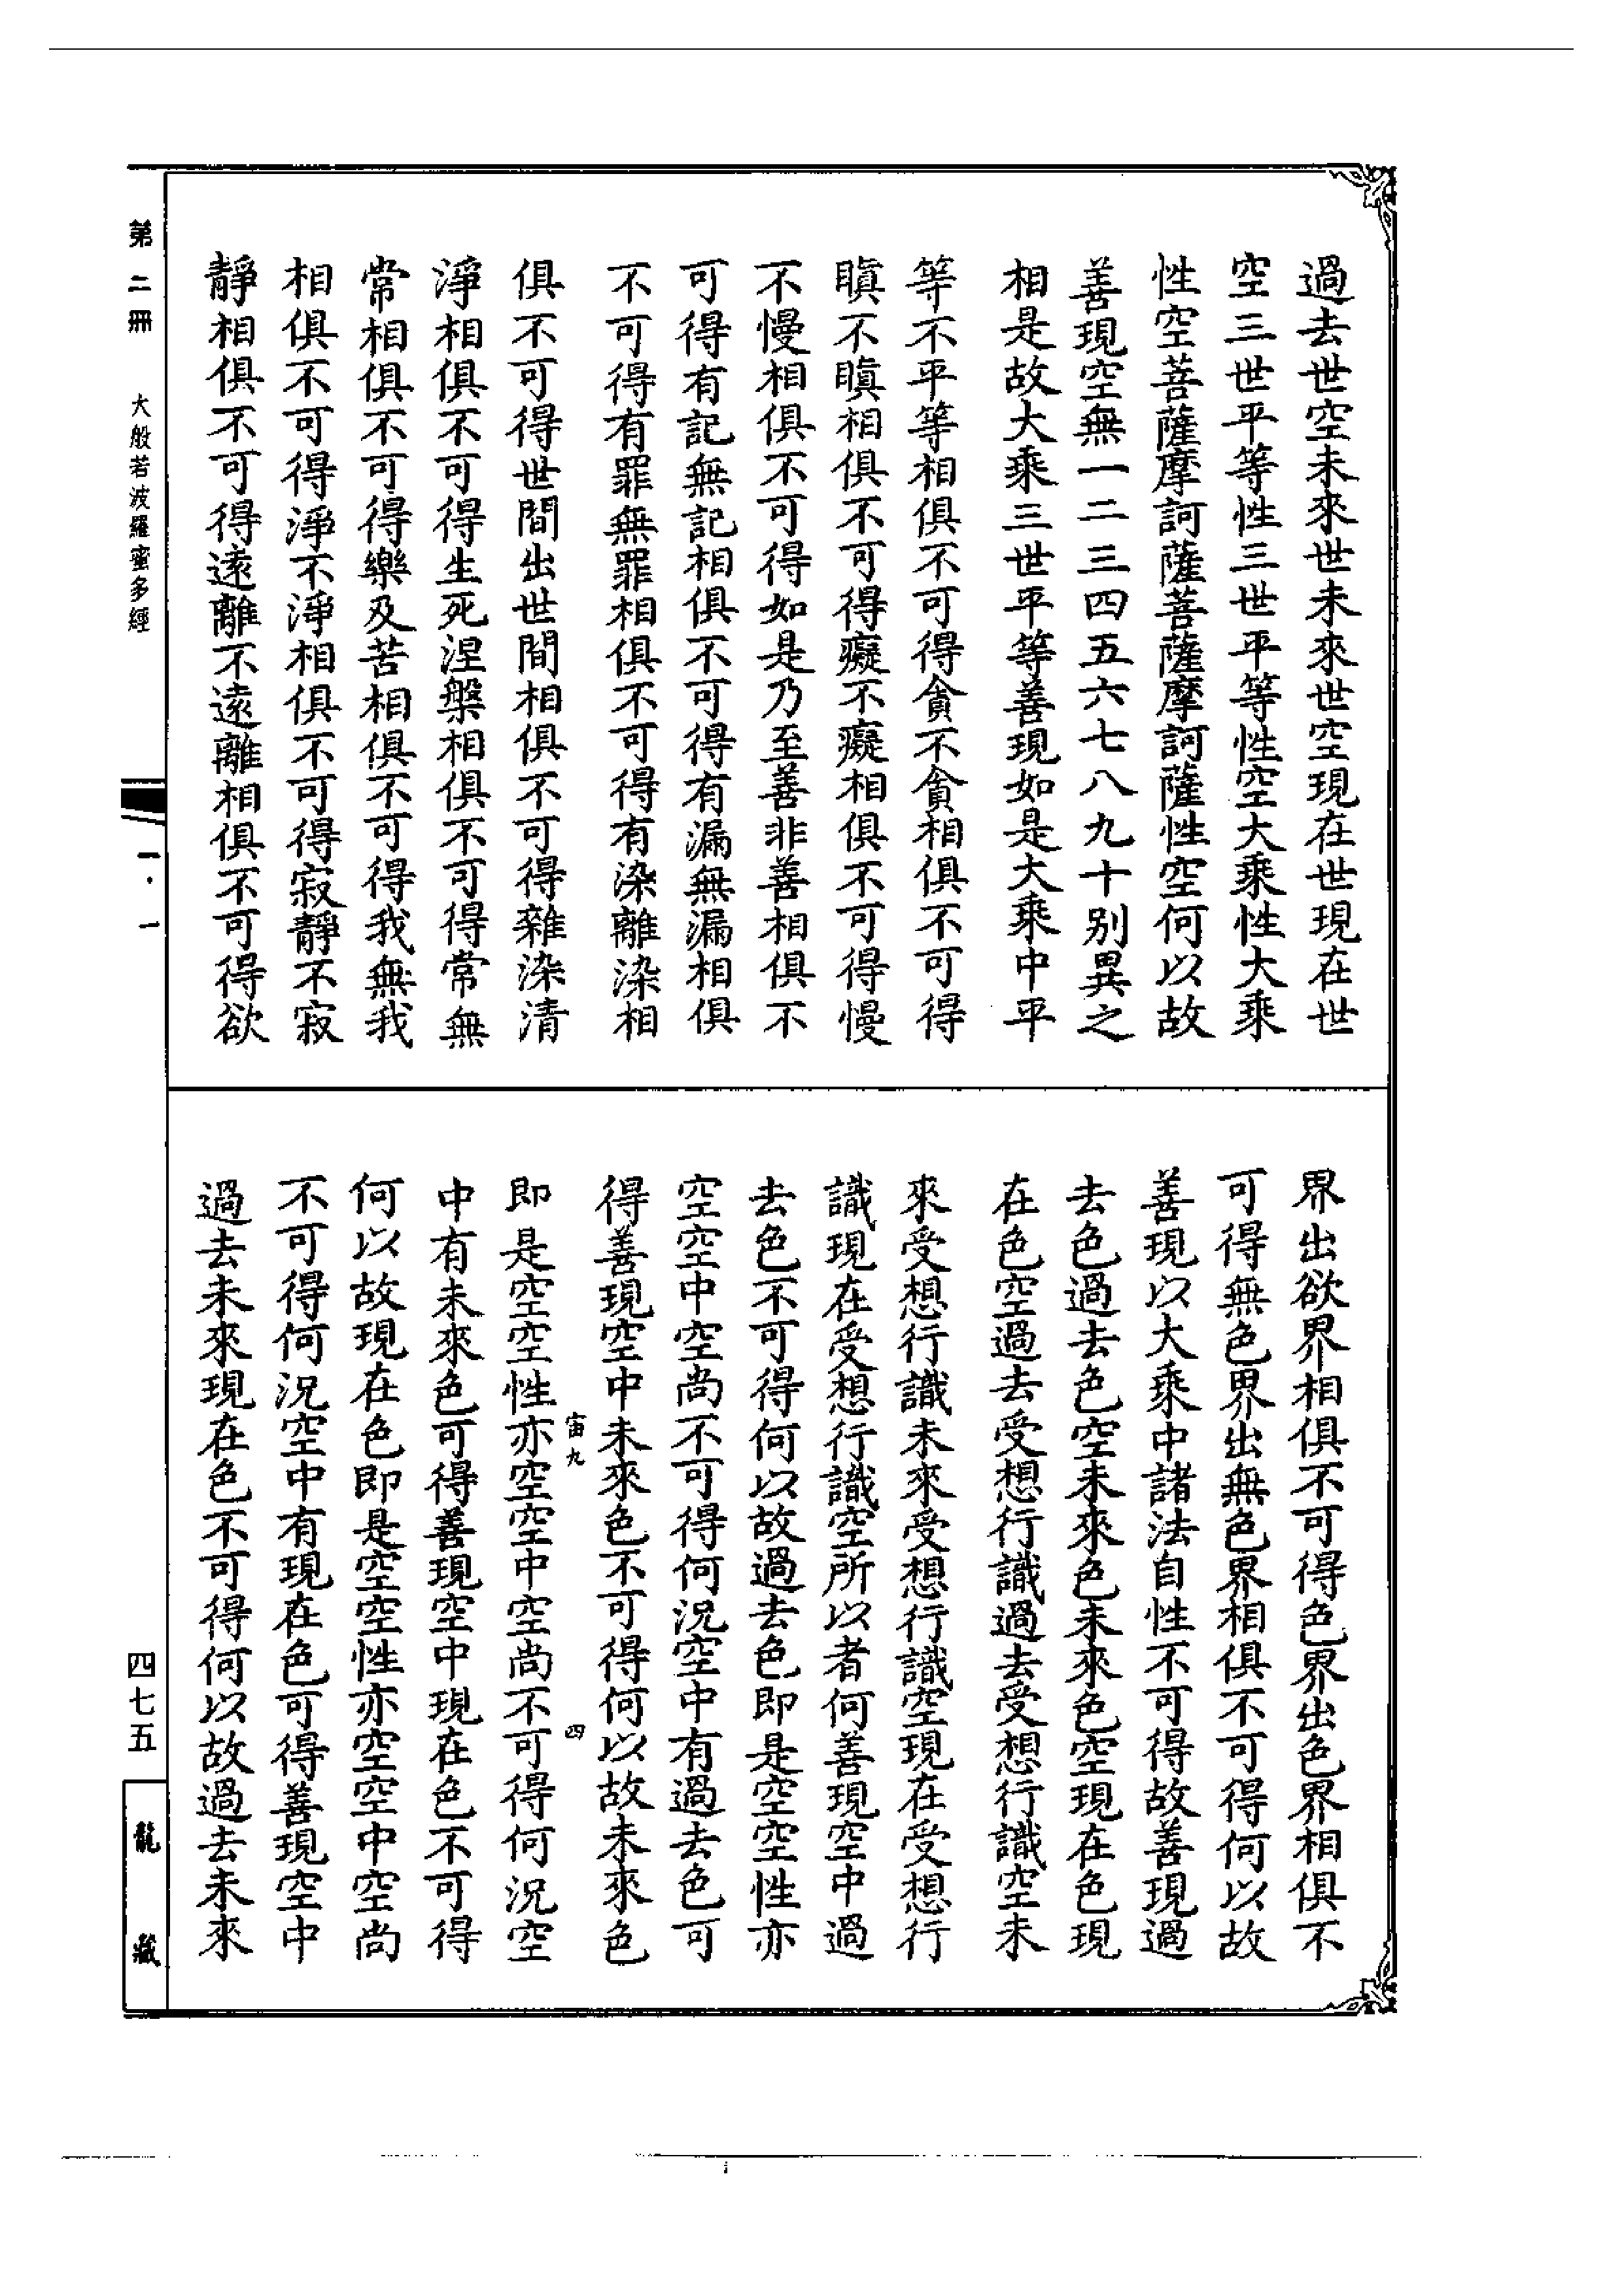 過去世空未來世未來世空現在世現在世
空三世平等性三世平等性空大乘性大乘
性空菩薩摩訶薩菩薩摩訶薩性空何以故
善現空無一二三四五六七八九十別異之
相是故大乘三世平等善現如是大乘中平
等不平等相俱不可得貪不貪相俱不可得
瞋不瞋相俱不可得癡不癡相俱不可得慢
不慢相俱不可得如是乃至善非善相俱不
可得有記無記相俱不可得有漏無漏相俱
不可得有罪無罪相俱不可得有染離染相
俱不可得世間出世間相俱不可得雜染清
淨相俱不可得生死涅槃相俱不可得常無
常相俱不可得樂及苦相俱不可得我無我
相俱不可得淨不淨相俱不可得寂靜不寂
靜相俱不可得遠離不遠離相俱不可得欲
界出欲界相俱不可得色界出色界相俱不
可得無色界出無色界相俱不可得何以故
善現以大乘中諸法自性不可得故善現過
去色過去色空未來色未來色空現在色現
在色空過去受想行識過去受想行識空未
來受想行識未來受想行識空現在受想行
識現在受想行識空所以者何善現空中過
去色不可得何以故過去色即是空空性亦
空空中空尚不可得何況空中有過去色可
得善現空中未來色不可得何以故未來色
宙九
四
即是空空性亦空空中空尚不可得何況空
中有未來色可得善現空中現在色不可得
何以故現在色即是空空性亦空空中空尚
不可得何況空中有現在色可得善現空中
過去未來現在色不可得何以故過去未來
第二冊
大般若波羅蜜多經
一·一
四七五
龍藏